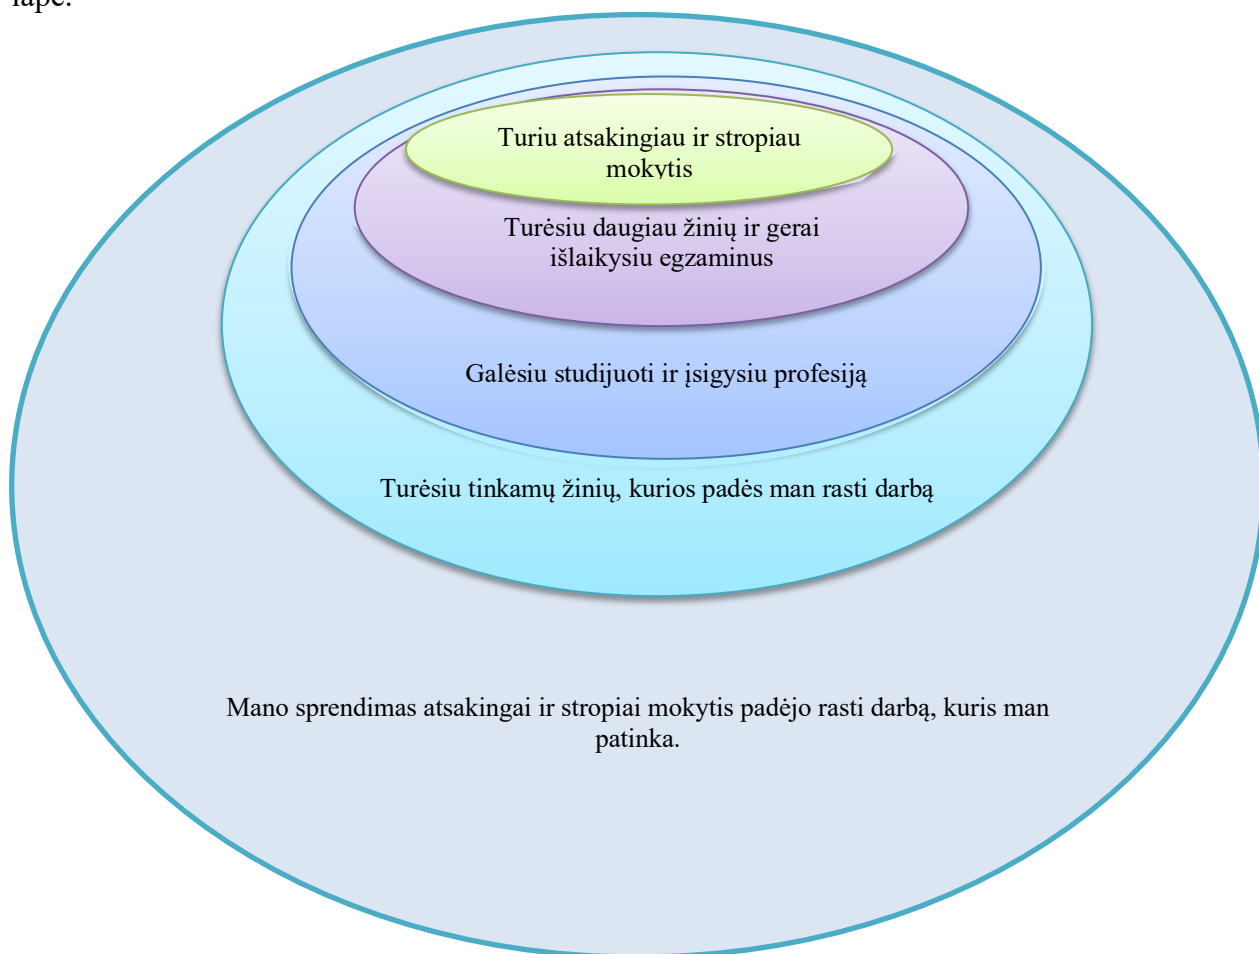 lape.
Turiu atsakingiau ir stropiau
mokytis
Turėsiu daugiau žinių ir gerai
išlaikysiu egzaminus
Galėsiu studijuoti ir įsigysiu profesiją
Turėsiu tinkamų žinių, kurios padės man rasti darbą
Mano sprendimas atsakingai ir stropiai mokytis padėjo rasti darbą, kuris man
patinka.